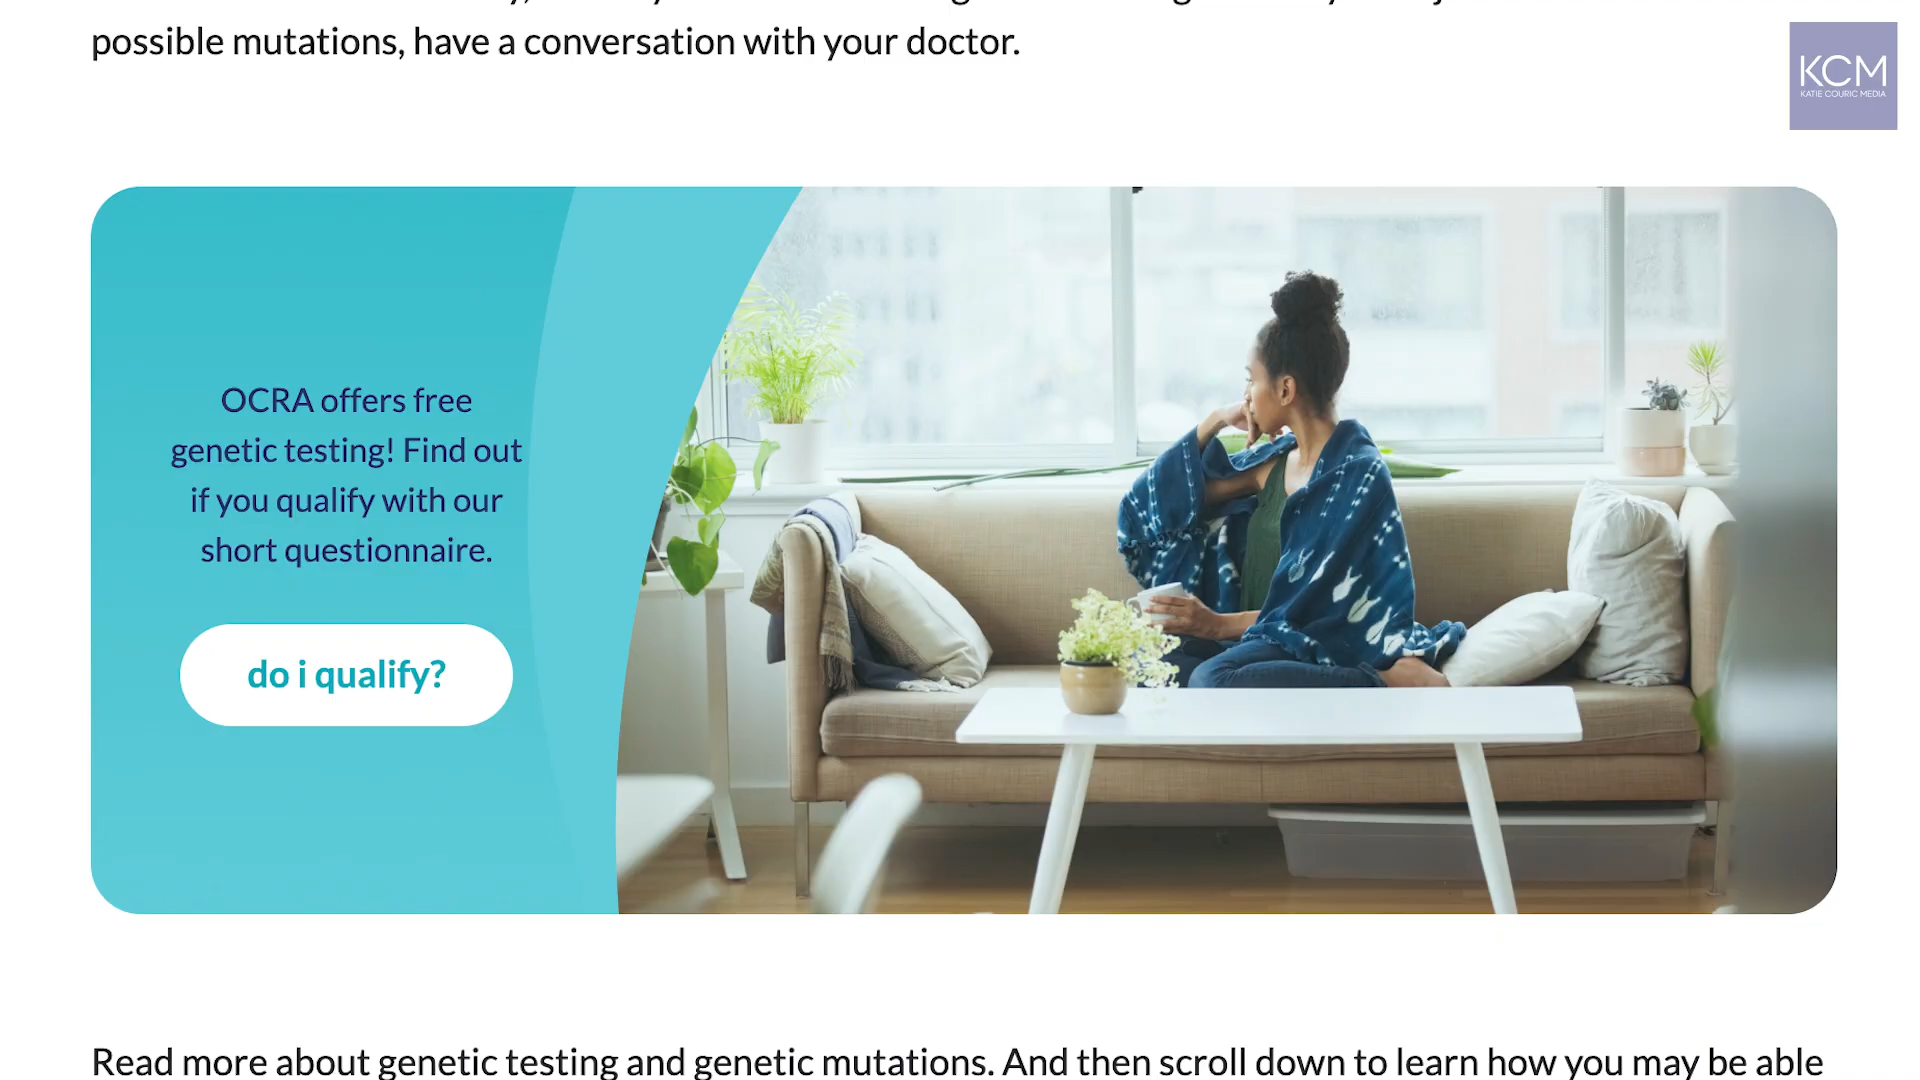 possible mutations, have a conversation with your doctor.
KCM
KATIE COURIC MEDIA
OCRA offers free
genetic testing! Find out
if you qualify with our
short questionnaire.
do i qualify?
Read more about genetic testing and genetic mutations. And then scroll down to learn how you may be able